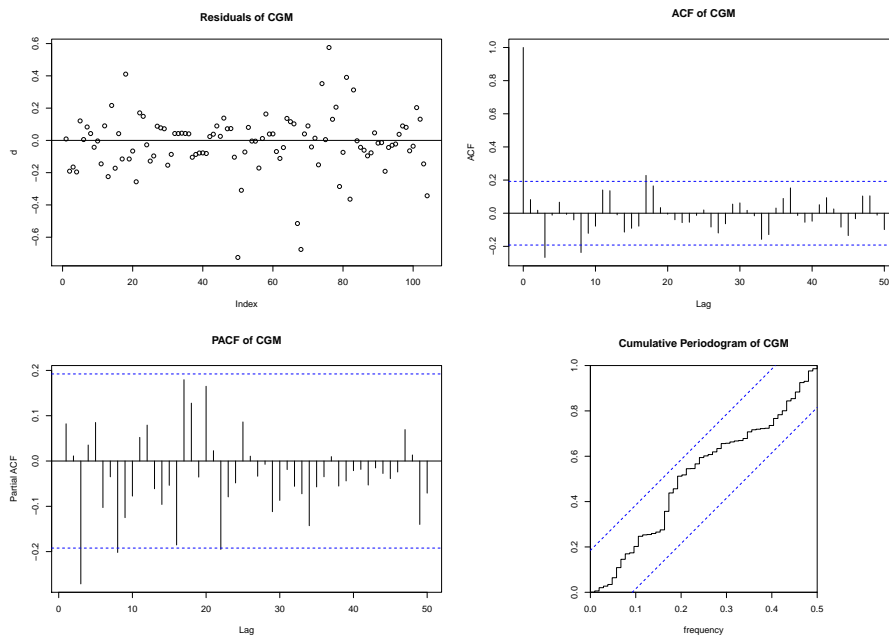 Residuals of CGM
0.6
0.4
0.2
0.0
−0.2
−0.4
−0.6
d
0 20 40 60 80 100
Index
ACF of CGM
1.0
0.8
0.6
0.4
0.2
0.0
−0.2
ACF
0 10 20 30 40 50
Lag
PACF of CGM
0.2
0.1
0.0
−0.1
−0.2
Partial ACF
0 10 20 30 40 50
Lag
Cumulative Periodogram of CGM
1.0
0.8
0.6
0.4
0.2
0.0
0.0 0.1 0.2 0.3 0.4 0.5
frequency